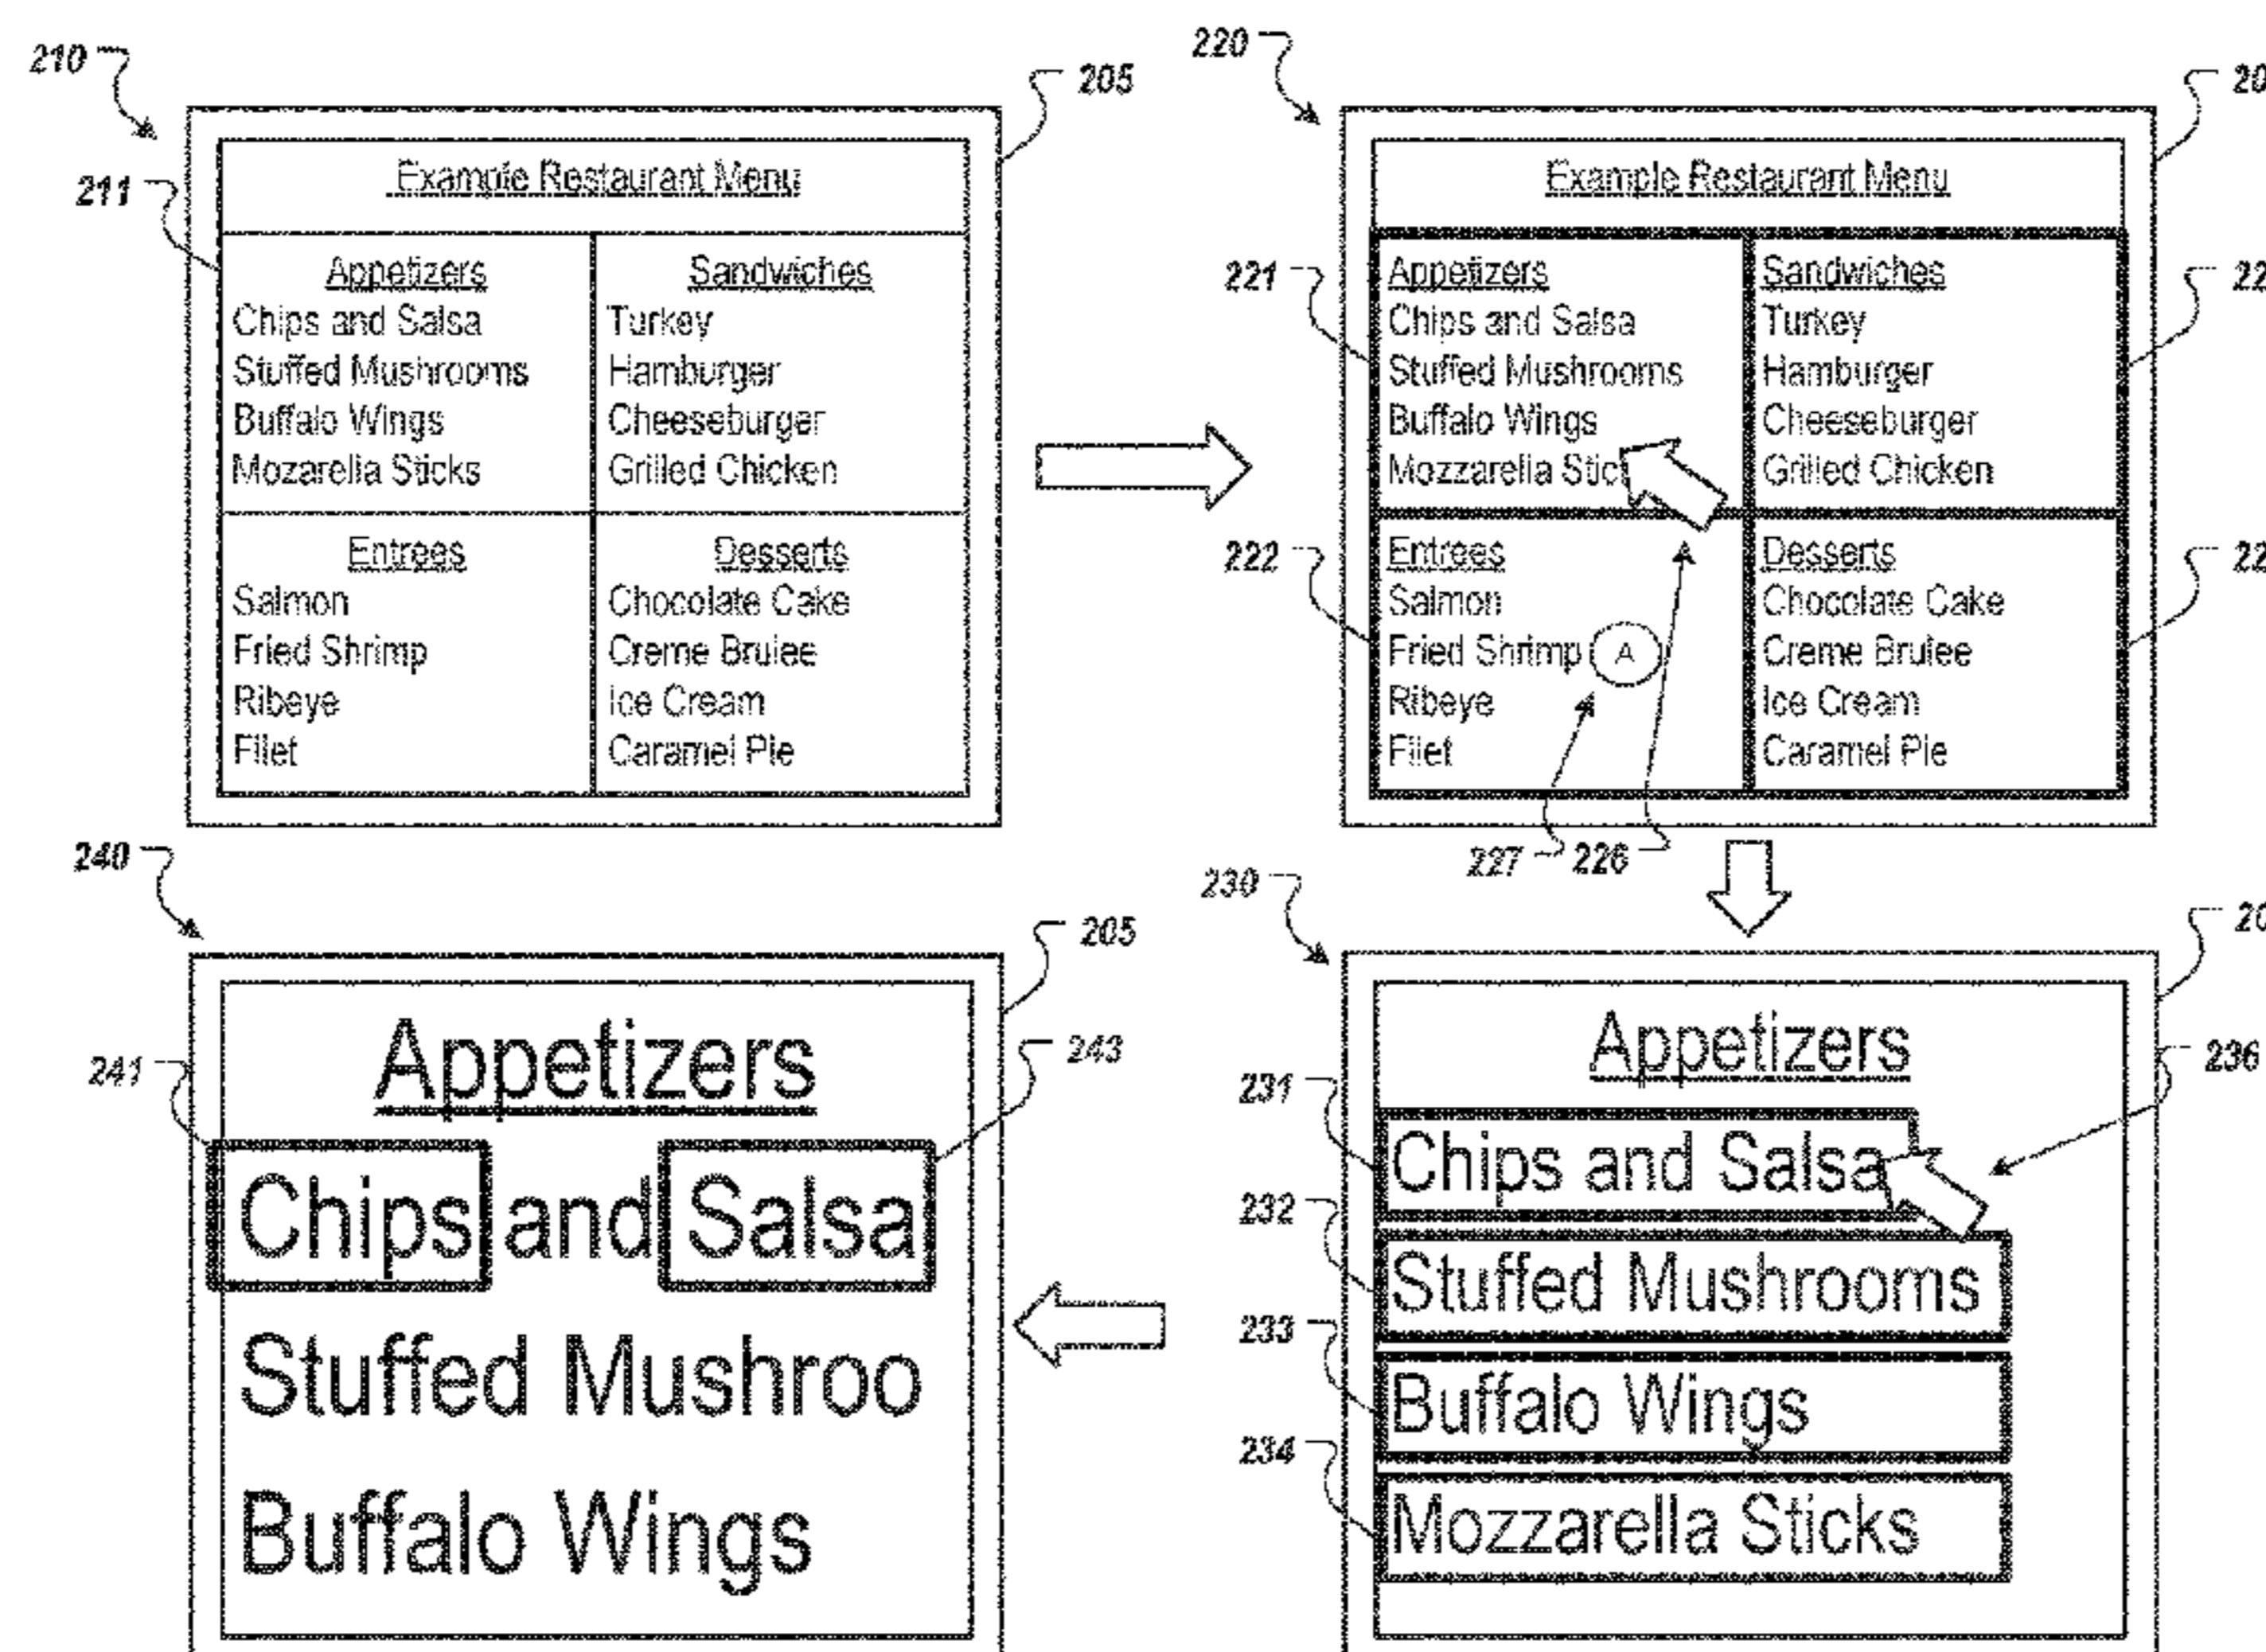 210
205
211
Example Restaurant Menu
Appetizers
Chips and Salsa
Stuffed Mushrooms
Buffalo Wings
Mozarella Sticks
Sandwiches
Turkey
Hamburger
Cheeseburger
Grilled Chicken
Entrees
Salmon
Fried Shrimp
Ribeye
Filet
Desserts
Chocolate Cake
Creme Brulee
Ice Cream
Caramel Pie
220
20
221
22
222
22
Example Restaurant Menu
Appetizers
Chips and Salsa
Stuffed Mushrooms
Buffalo Wings
Mozzarella Stic
Sandwiches
Turkey
Hamburger
Cheeseburger
Grilled Chicken
Entrees
Salmon
Fried Shrimp A
Ribeye
Filet
Desserts
Chocolate Cake
Creme Brulee
Ice Cream
Caramel Pie
227 226
240
205
241
243
Appetizers
Chips and Salsa
Stuffed Mushroo
Buffalo Wings
230
20
236
231
232
233
234
Appetizers
Chips and Salsa
Stuffed Mushrooms
Buffalo Wings
Mozzarella Sticks